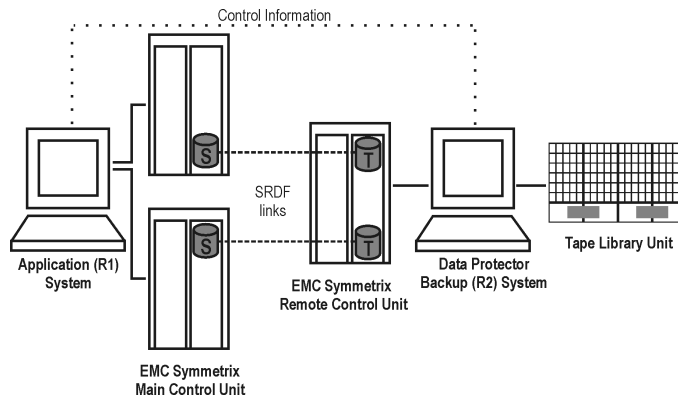 Control Information
S
T
SRDF
links
S
T
Application (R1)
System
EMC Symmetrix
Remote Control Unit
Data Protector
Backup (R2) System
Tape Library Unit
EMC Symmetrix
Main Control Unit